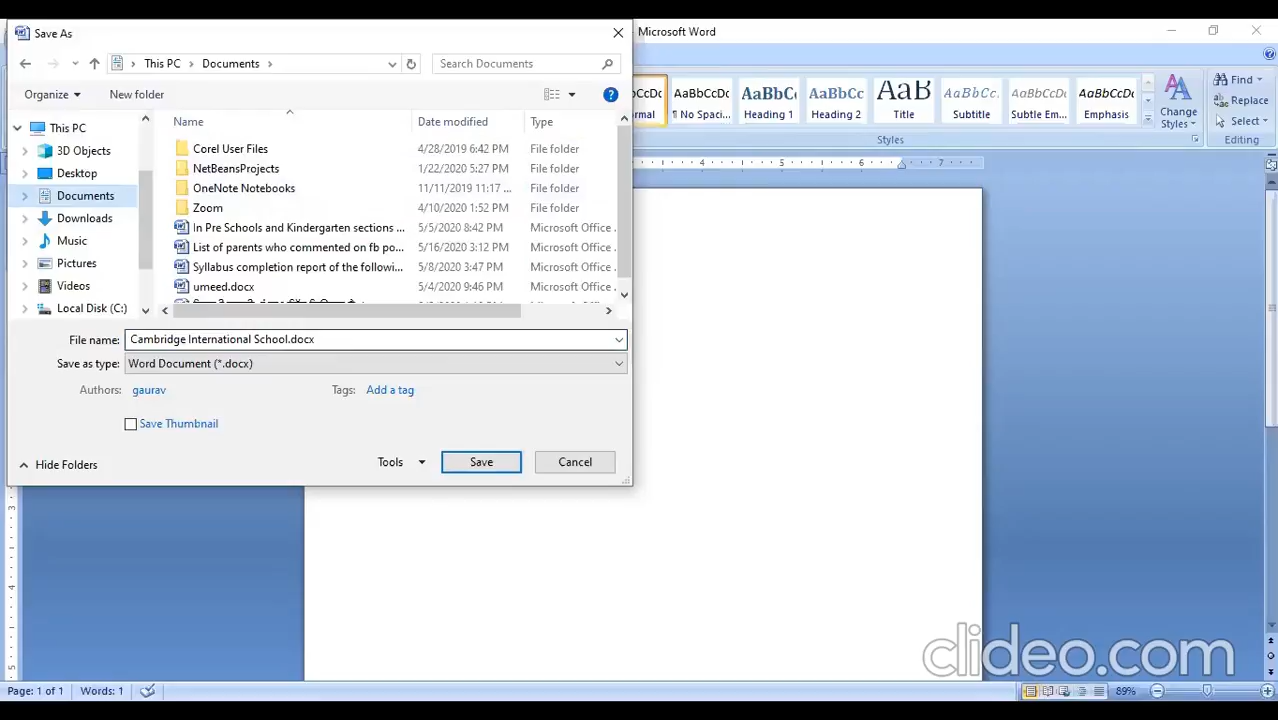 Save As
Microsoft Word
This PC
Documents
Search Documents
Organize
New folder
Find
Replace
Select
Editing
AaBbCcDc
AaBbCc
AaBbCc
AaB
AaBbCc.
AaBbCcDc
AaBbCcDc
No Spaci...
Heading 1
Heading 2
Title
Subtitle
Subtle Em...
Emphasis
Change
Styles
Styles
Name
Date modified
Type
This PC
3D Objects
Desktop
Documents
Downloads
Music
Pictures
Videos
Local Disk (C:)
Corel User Files 4/28/2019 6:42 PM File folder
NetBeansProjects 1/22/2020 5:27 PM File folder
OneNote Notebooks 11/11/2019 11:17 ... File folder
Zoom 4/10/2020 1:52 PM File folder
In Pre Schools and Kindergarten sections ... 5/5/2020 8:42 PM Microsoft Office
List of parents who commented on fb po... 5/16/2020 3:12 PM Microsoft Office
Syllabus completion report of the followi... 5/8/2020 3:47 PM Microsoft Office
umeed.docx 5/4/2020 9:46 PM Microsoft Office
File name: Cambridge International School.docx
Save as type: Word Document (*.docx)
Authors: gaurav
Tags: Add a tag
Save Thumbnail
Hide Folders
Tools
Save
Cancel
5 6 7
3
4
5
clideo.com
Page: 1 of 1
Words: 1
89%